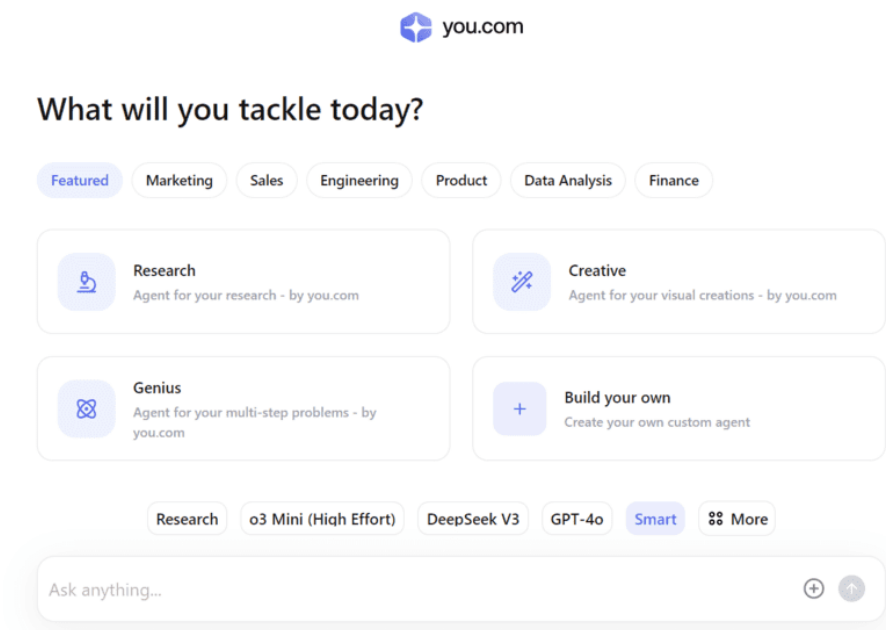 you.com
What will you tackle today?
Featured Marketing Sales Engineering Product Data Analysis Finance
Research
Agent for your research - by you.com
Creative
Agent for your visual creations - by you.com
Genius
Agent for your multi-step problems - by
you.com
Build your own
Create your own custom agent
Research o3 Mini (High Effort) DeepSeek V3 GPT-4o Smart More
Ask anything...